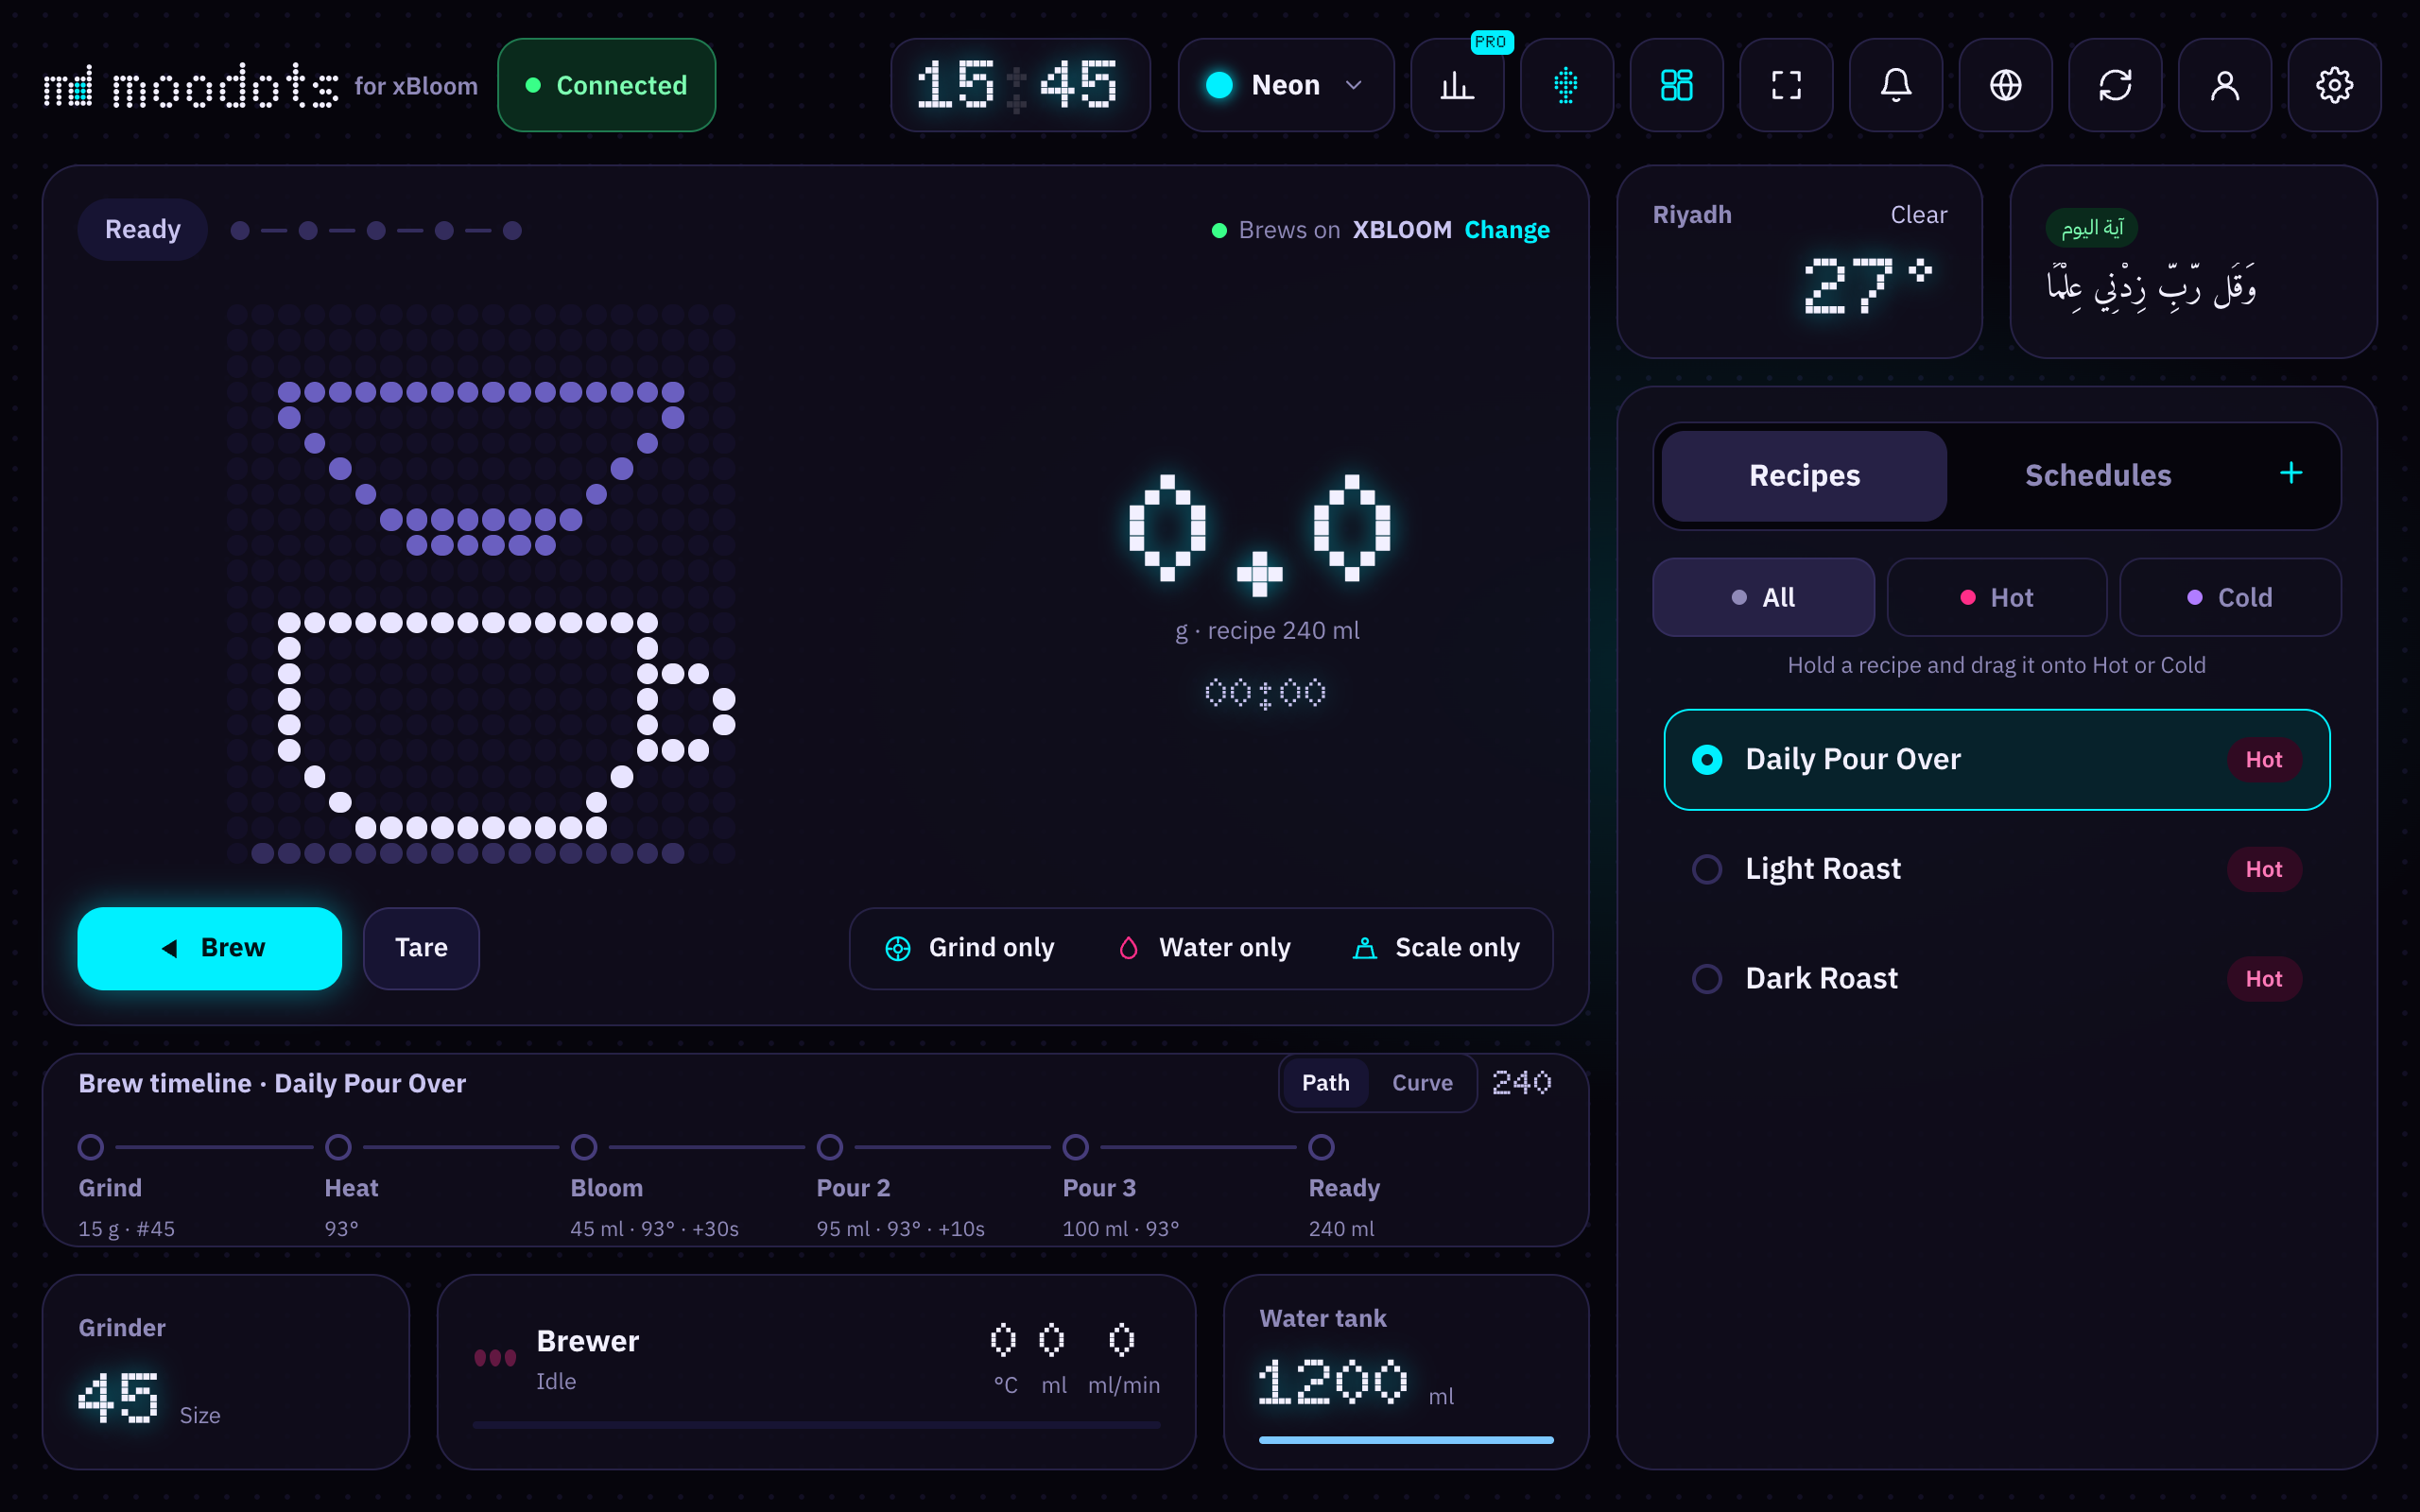 moodots for xBloom
Connected
15:45
Neon
PRO
Ready
Brews on XBLOOM Change
0.0
g · recipe 240 ml
00:00
Brew
Tare
Grind only
Water only
Scale only
Riyadh
Clear
27°
آية اليوم
وَقُل رَّبِّ زِدْنِي عِلْمًا
Recipes
Schedules
+
All
Hot
Cold
Hold a recipe and drag it onto Hot or Cold
Daily Pour Over
Hot
Light Roast
Hot
Dark Roast
Hot
Brew timeline · Daily Pour Over
Path
Curve
240
Grind
15 g · #45
Heat
93°
Bloom
45 ml · 93° · +30s
Pour 2
95 ml · 93° · +10s
Pour 3
100 ml · 93°
Ready
240 ml
Grinder
45 Size
Brewer
Idle
0 °C
0 ml
0 ml/min
Water tank
1200 ml